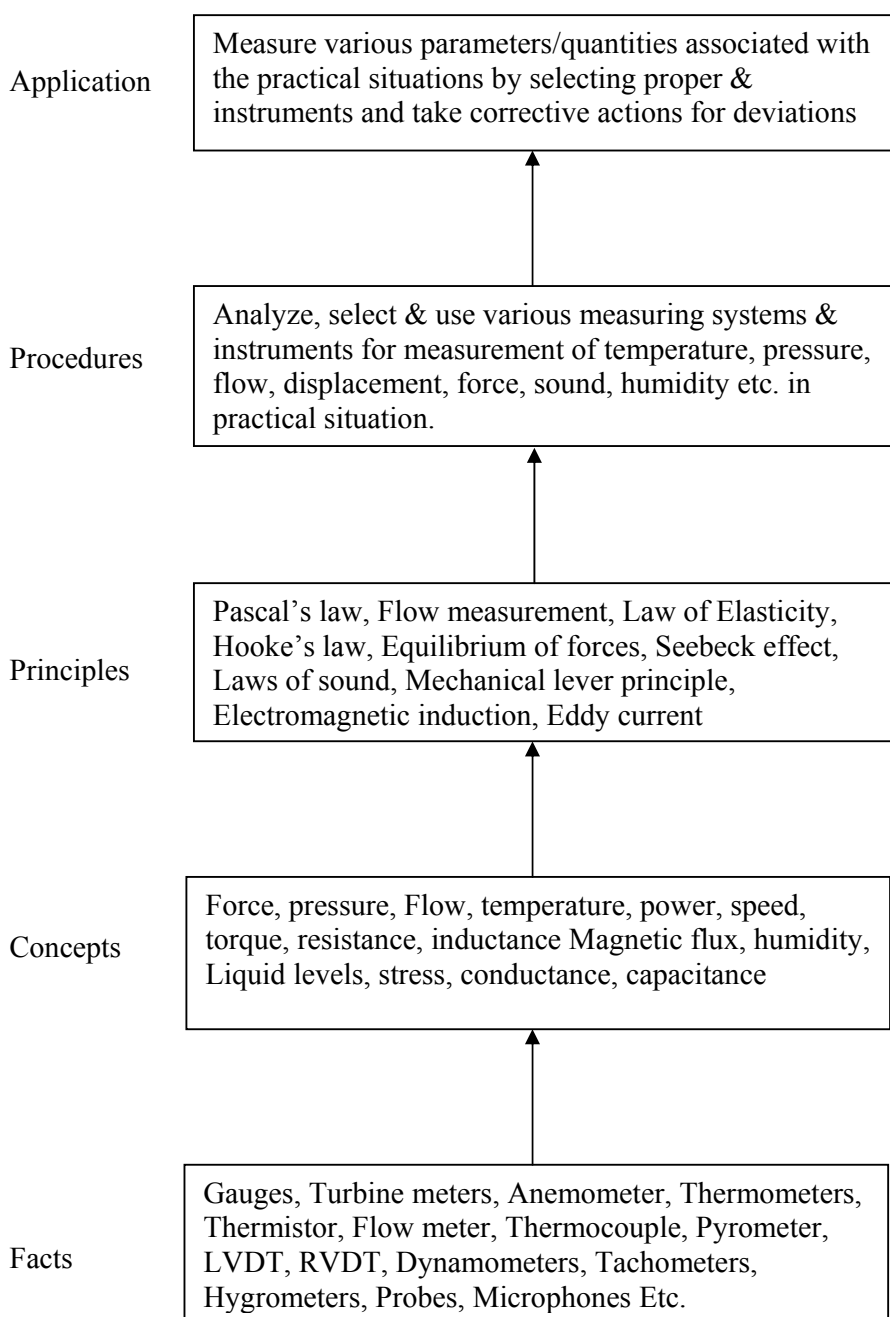 Application
Measure various parameters/quantities associated with
the practical situations by selecting proper &
instruments and take corrective actions for deviations
Procedures
Analyze, select & use various measuring systems &
instruments for measurement of temperature, pressure,
flow, displacement, force, sound, humidity etc. in
practical situation.
Principles
Pascal’s law, Flow measurement, Law of Elasticity,
Hooke’s law, Equilibrium of forces, Seebeck effect,
Laws of sound, Mechanical lever principle,
Electromagnetic induction, Eddy current
Concepts
Force, pressure, Flow, temperature, power, speed,
torque, resistance, inductance Magnetic flux, humidity,
Liquid levels, stress, conductance, capacitance
Facts
Gauges, Turbine meters, Anemometer, Thermometers,
Thermistor, Flow meter, Thermocouple, Pyrometer,
LVDT, RVDT, Dynamometers, Tachometers,
Hygrometers, Probes, Microphones Etc.